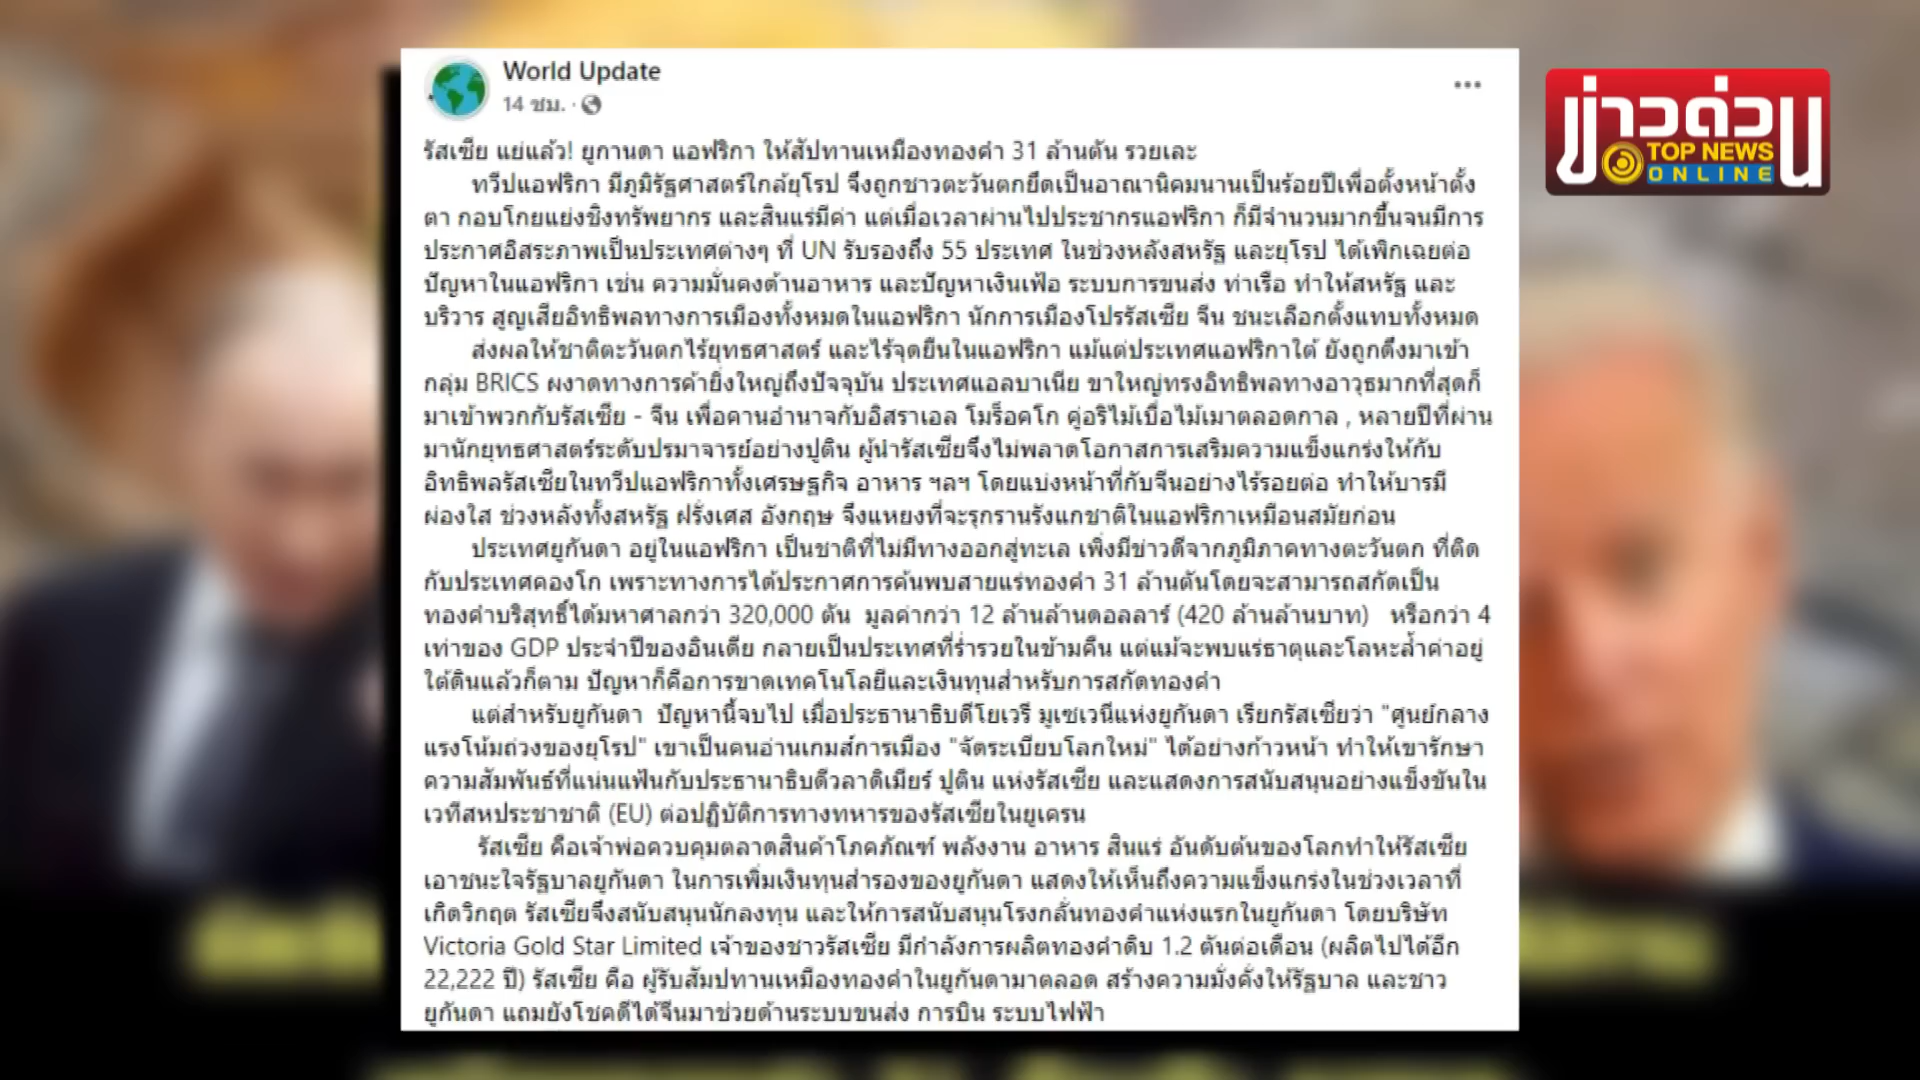 World Update
14 ชม.
ข่าวด่วน
TOP NEWS
ONLINE
รัสเซีย แย่แล้ว! ยูกานดา แอฟริกา ให้สัปทานเหมืองทองคำ 31 ล้านตัน รวยเละ
ทวีปแอฟริกา มีภูมิรัฐศาสตร์ใกล้ยุโรป จึงถูกชาวตะวันตกยึดเป็นอาณานิคมนานเป็นร้อยปีเพื่อตั้งหน้าตั้ง
ตา กอบโกยแย่งชิงทรัพยากร และสินแร่มีค่า แต่เมื่อเวลาผ่านไปประชากรแอฟริกา ก็มีจำนวนมากขึ้นจนมีการ
ประกาศอิสระภาพเป็นประเทศต่างๆ ที่ UN รับรองถึง 55 ประเทศ ในช่วงหลังสหรัฐ และยุโรป ได้เพิกเฉยต่อ
ปัญหาในแอฟริกา เช่น ความมั่นคงด้านอาหาร และปัญหาเงินเฟ้อ ระบบการขนส่ง ท่าเรือ ทำให้สหรัฐ และ
บริวาร สูญเสียอิทธิพลทางการเมืองทั้งหมดในแอฟริกา นักการเมืองโปรรัสเซีย จีน ชนะเลือกตั้งแทบทั้งหมด
ส่งผลให้ชาติตะวันตกไร้ยุทธศาสตร์ และไร้จุดยืนในแอฟริกา แม้แต่ประเทศแอฟริกาใต้ ยังถูกดึงมาเข้า
กลุ่ม BRICS ผงาดทางการค้ายิ่งใหญ่ถึงปัจจุบัน ประเทศแอลบาเนีย ขาใหญ่ทรงอิทธิพลทางอาวุธมากที่สุดก็
มาเข้าพวกกับรัสเซีย - จีน เพื่อคานอำนาจกับอิสราเอล โมร็อคโก คู่อริไม้เบื่อไม้เมาตลอดกาล , หลายปีที่ผ่าน
มานักยุทธศาสตร์ระดับปรมาจารย์อย่างปูติน ผู้นำรัสเซียจึงไม่พลาดโอกาสการเสริมความแข็งแกร่งให้กับ
อิทธิพลรัสเซียในทวีปแอฟริกาทั้งเศรษฐกิจ อาหาร ฯลฯ โดยแบ่งหน้าที่กับจีนอย่างไร้รอยต่อ ทำให้บารมี
ผ่องใส ช่วงหลังทั้งสหรัฐ ฝรั่งเศส อังกฤษ จึงแหยงที่จะรุกรานรังแกชาติในแอฟริกาเหมือนสมัยก่อน
ประเทศยูกันดา อยู่ในแอฟริกา เป็นชาติที่ไม่มีทางออกสู่ทะเล เพิ่งมีข่าวดีจากภูมิภาคทางตะวันตก ที่ติด
กับประเทศคองโก เพราะทางการได้ประกาศการค้นพบสายแร่ทองคำ 31 ล้านตันโดยจะสามารถสกัดเป็น
ทองคำบริสุทธิ์ได้มหาศาลกว่า 320,000 ตัน มูลค่ากว่า 12 ล้านล้านดอลลาร์ (420 ล้านล้านบาท) หรือกว่า 4
เท่าของ GDP ประจำปีของอินเดีย กลายเป็นประเทศที่ร่ำรวยในข้ามคืน แต่แม้จะพบแร่ธาตุและโลหะล้ำค่าอยู่
ใต้ดินแล้วก็ตาม ปัญหาก็คือการขาดเทคโนโลยีและเงินทุนสำหรับการสกัดทองคำ
แต่สำหรับยูกันดา ปัญหานี้จบไป เมื่อประธานาธิบดีโยเวรี มูเซเวนีแห่งยูกันดา เรียกรัสเซียว่า "ศูนย์กลาง
แรงโน้มถ่วงของยุโรป" เขาเป็นคนอ่านเกมส์การเมือง "จัดระเบียบโลกใหม่" ได้อย่างก้าวหน้า ทำให้เขารักษา
ความสัมพันธ์ที่แน่นแฟ้นกับประธานาธิบดีวลาดิเมียร์ ปูติน แห่งรัสเซีย และแสดงการสนับสนุนอย่างแข็งขันใน
เวทีสหประชาชาติ (EU) ต่อปฏิบัติการทางทหารของรัสเซียในยูเครน
รัสเซีย คือเจ้าพ่อควบคุมตลาดสินค้าโภคภัณฑ์ พลังงาน อาหาร สินแร่ อันดับต้นของโลกทำให้รัสเซีย
เอาชนะใจรัฐบาลยูกันดา ในการเพิ่มเงินทุนสำรองของยูกันดา แสดงให้เห็นถึงความแข็งแกร่งในช่วงเวลาที่
เกิดวิกฤต รัสเซียจึงสนับสนุนนักลงทุน และให้การสนับสนุนโรงกลั่นทองคำแห่งแรกในยูกันดา โดยบริษัท
Victoria Gold Star Limited เจ้าของชาวรัสเซีย มีกำลังการผลิตทองคำดิบ 1.2 ตันต่อเดือน (ผลิตไปได้อีก
22,222 ปี) รัสเซีย คือ ผู้รับสัมปทานเหมืองทองคำในยูกันดามาตลอด สร้างความมั่งคั่งให้รัฐบาล และชาว
ยูกันดา แถมยังโชคดีได้จีนมาช่วยด้านระบบขนส่ง การบิน ระบบไฟฟ้า